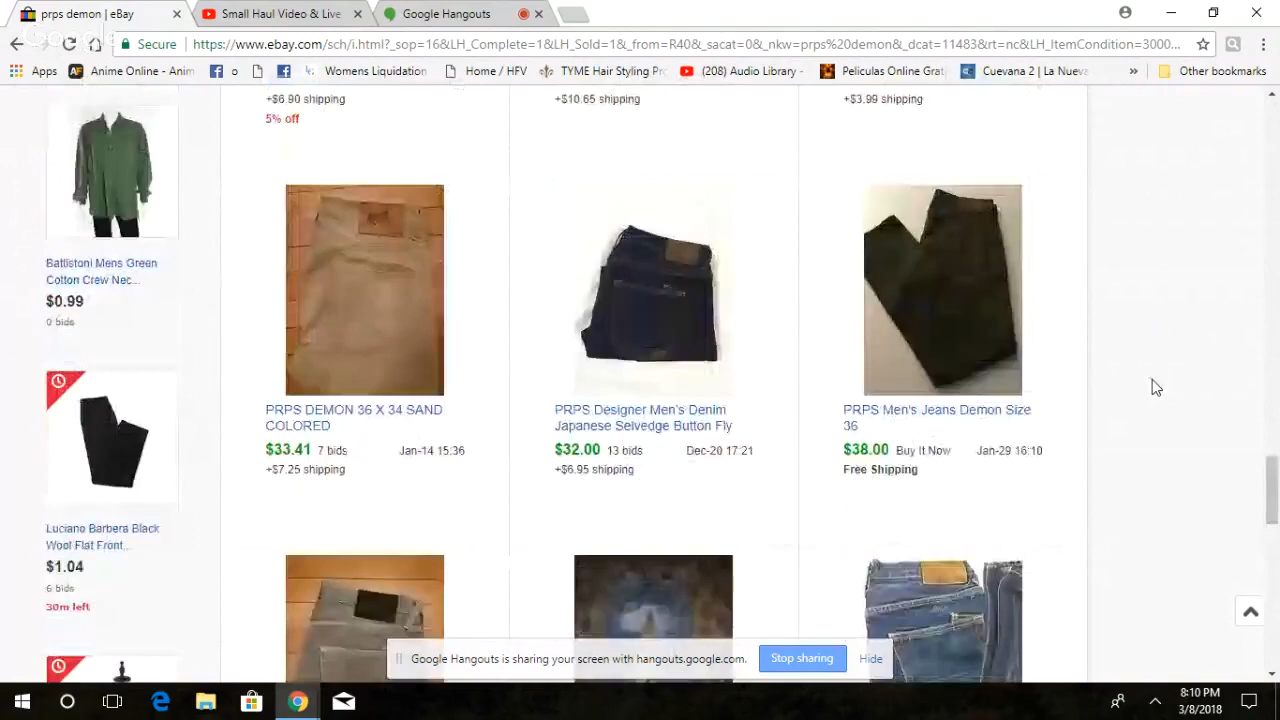 prps demon | eBay
Small Haul Video & Live
Google Hangouts
Secure
https://www.ebay.com/sch/i.html?_sop=16&LH_Complete=1&LH_Sold=1&_from=R40&_sacat=0&_nkw=prps%20demon&_dcat=11483&rt=nc&LH_ItemCondition=3000...
Apps
Anime Online - Anim
o
Womens Liquidation
Home / HFV
TYME Hair Styling Pro
(208) Audio Library -
Peliculas Online Grat
Cuevana 2 | La Nueva
»
Other bookmarks
+$6.90 shipping
+$10.65 shipping
+$3.99 shipping
5% off
Battistoni Mens Green
Cotton Crew Nec...
$0.99
0 bids
PRPS DEMON 36 X 34 SAND
COLORED
$33.41 7 bids Jan-14 15:36
+$7.25 shipping
PRPS Designer Men's Denim
Japanese Selvedge Button Fly
$32.00 13 bids Dec-20 17:21
+$6.95 shipping
PRPS Men's Jeans Demon Size
36
$38.00 Buy It Now Jan-29 16:10
Free Shipping
Luciano Barbera Black
Wool Flat Front...
$1.04
6 bids
30m left
Google Hangouts is sharing your screen with hangouts.google.com.
Stop sharing
Hide
8:10 PM
3/8/2018